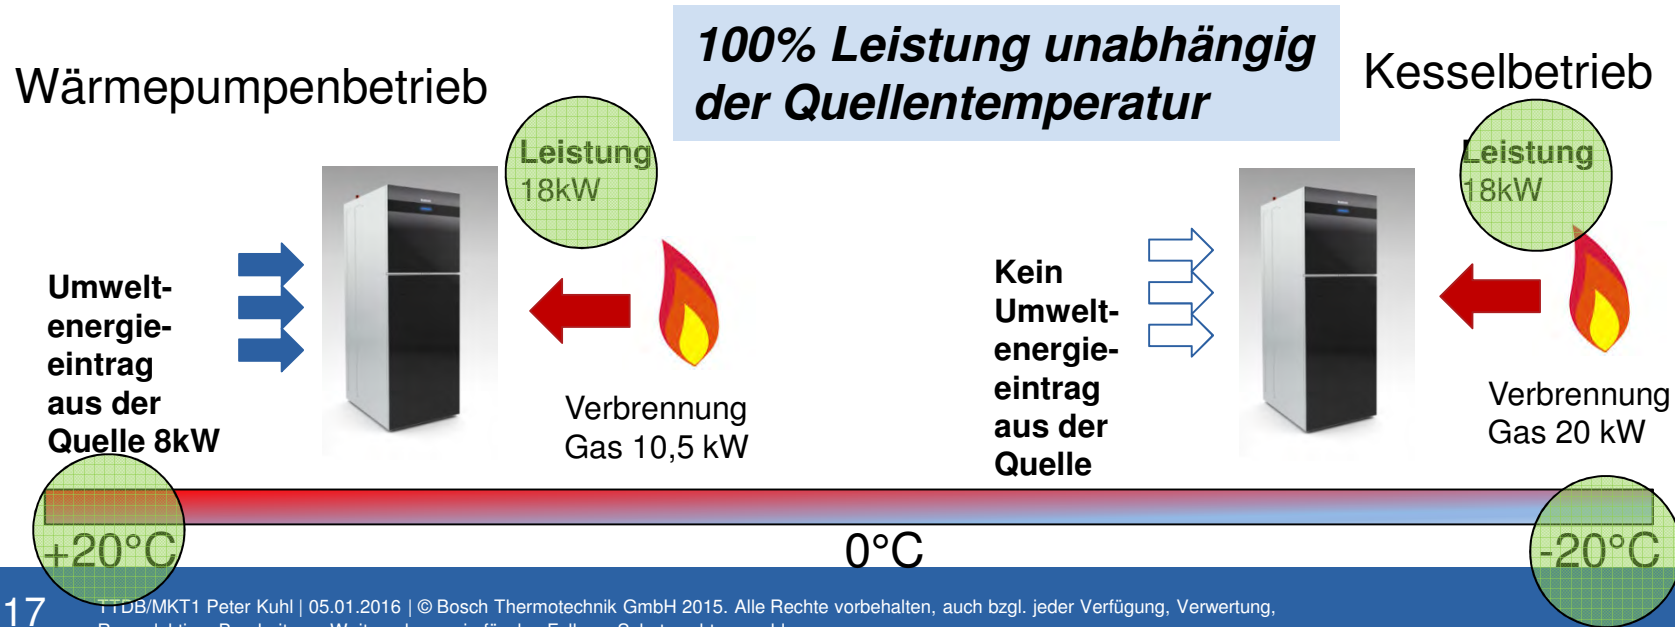 100% Leistung unabhängig
der Quellentemperatur
Wärmepumpenbetrieb
Kesselbetrieb
Leistung
18kW
Leistung
18kW
Umwelt-
energie-
eintrag
aus der
Quelle 8kW
Verbrennung
Gas 10,5 kW
Kein
Umwelt-
energie-
eintrag
aus der
Quelle
Verbrennung
Gas 20 kW
+20°C
0°C
-20°C
17
TTDB/MKT1 Peter Kuhl | 05.01.2016 | © Bosch Thermotechnik GmbH 2015. Alle Rechte vorbehalten, auch bzgl. jeder Verfügung, Verwertung,